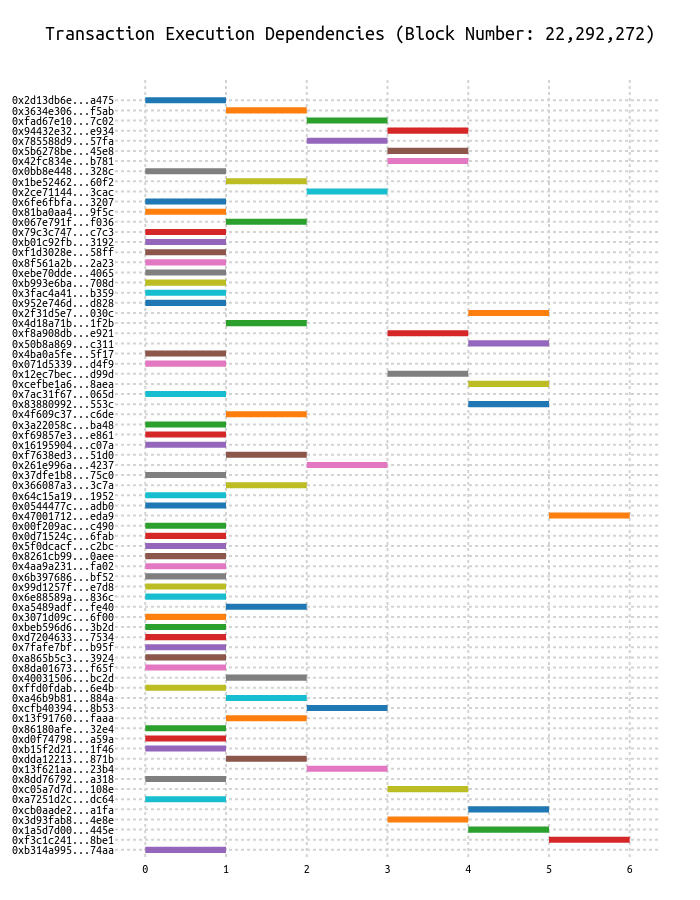 Transaction Execution Dependencies (Block Number: 22,292,272)
0x2d13db6e...a475
0x3634e306...f5ab
0xfad67e10...7c02
0x94432e32...e934
0x785588d9...57fa
0x5b6278be...45e8
0x42fc834e...b781
0x0bb8e448...328c
0x1be52462...60f2
0x2ce71144...3cac
0x6fe6fbfa...3207
0x81ba0aa4...9f5c
0x067e791f...f036
0x79c3c747...c7c3
0xb01c92fb...3192
0xf1d3028e...58ff
0x8f561a2b...2a23
0xebe70dde...4065
0xb993e6ba...708d
0x3fac4a41...b359
0x952e746d...d828
0x2f31d5e7...030c
0x4d18a71b...1f2b
0xf8a908db...e921
0x50b8a869...c311
0x4ba0a5fe...5f17
0x071d5339...d4f9
0x12ec7bec...d99d
0xcefbe1a6...8aea
0x7ac31f67...065d
0x83880992...553c
0x4f609c37...c6de
0x3a22058c...ba48
0xf69857e3...e861
0x16195904...c07a
0xf7638ed3...51d0
0x261e996a...4237
0x37dfe1b8...75c0
0x366087a3...3c7a
0x64c15a19...1952
0x0544477c...adb0
0x47001712...eda9
0x00f209ac...c490
0x0d71524c...6fab
0x5f0dcacf...c2bc
0x8261cb99...0aee
0x4aa9a231...fa02
0x6b397686...bf52
0x99d1257f...e7d8
0x6e88589a...836c
0xa5489adf...fe40
0x3071d09c...6f00
0xbeb596d6...3b2d
0xd7204633...7534
0x7fafe7bf...b95f
0xa865b5c3...3924
0x8da01673...f65f
0x40031506...bc2d
0xffd0fdab...6e4b
0xa46b9b81...884a
0xcfb40394...8b53
0x13f91760...faaa
0x86180afe...32e4
0xd0f74798...a59a
0xb15f2d21...1f46
0xdda12213...871b
0x13f621aa...23b4
0x8dd76792...a318
0xc05a7d7d...108e
0xa7251d2c...dc64
0xcb0aade2...a1fa
0x3d93fab8...4e8e
0x1a5d7d00...445e
0xf3c1c241...8be1
0xb314a995...74aa
0 1 2 3 4 5 6